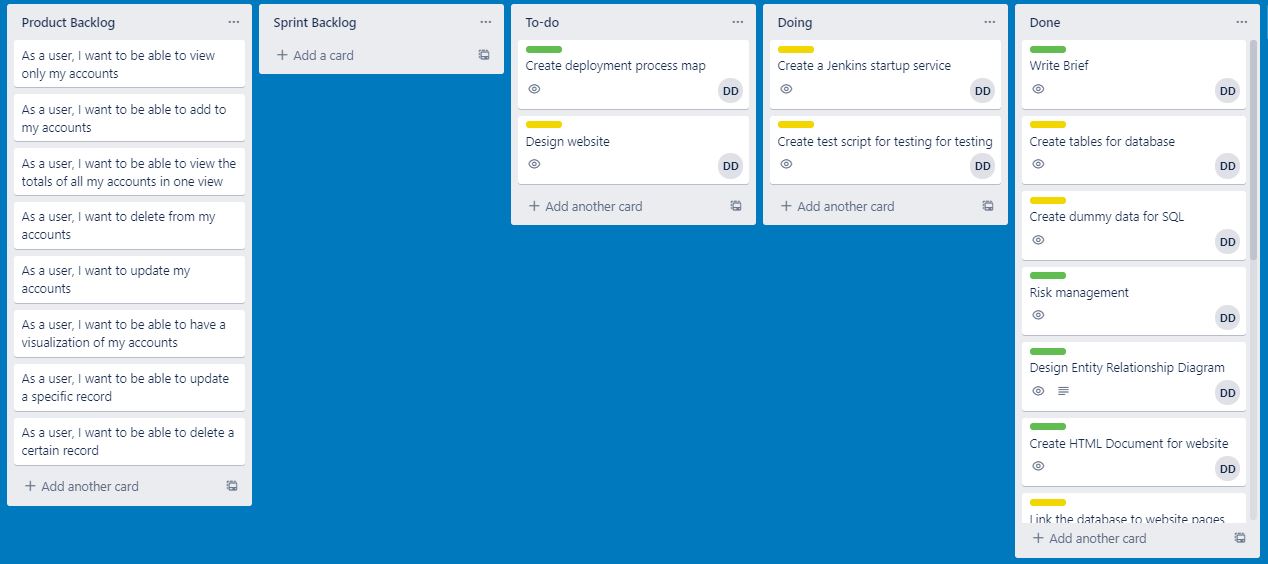 Product Backlog
As a user, I want to be able to view
only my accounts
As a user, I want to be able to add to
my accounts
As a user, I want to be able to view the
totals of all my accounts in one view
As a user, I want to delete from my
accounts
As a user, I want to update my
accounts
As a user, I want to be able to have a
visualization of my accounts
As a user, I want to be able to update
a specific record
As a user, I want to be able to delete a
certain record
Add another card
Sprint Backlog
Add a card
To-do
Create deployment process map
DD
Design website
DD
Add another card
Doing
Create a Jenkins startup service
DD
Create test script for testing for testing
DD
Add another card
Done
Write Brief
DD
Create tables for database
DD
Create dummy data for SQL
DD
Risk management
DD
Design Entity Relationship Diagram
DD
Create HTML Document for website
DD
Link the database to website pages
Add another card